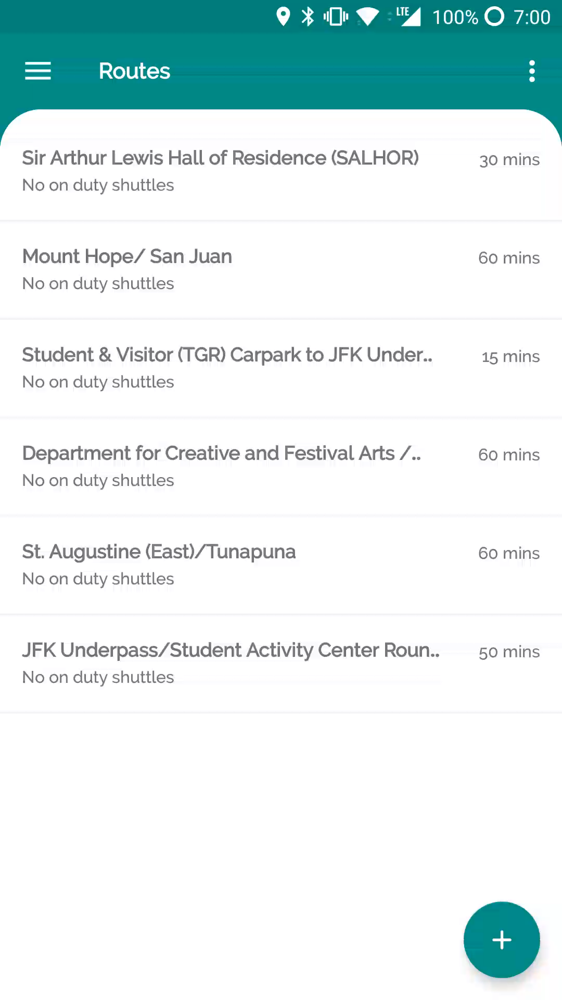 LTE 100% 7:00
Routes
Sir Arthur Lewis Hall of Residence (SALHOR) 30 mins
No on duty shuttles
Mount Hope/ San Juan 60 mins
No on duty shuttles
Student & Visitor (TGR) Carpark to JFK Under.. 15 mins
No on duty shuttles
Department for Creative and Festival Arts /.. 60 mins
No on duty shuttles
St. Augustine (East)/Tunapuna 60 mins
No on duty shuttles
JFK Underpass/Student Activity Center Roun.. 50 mins
No on duty shuttles